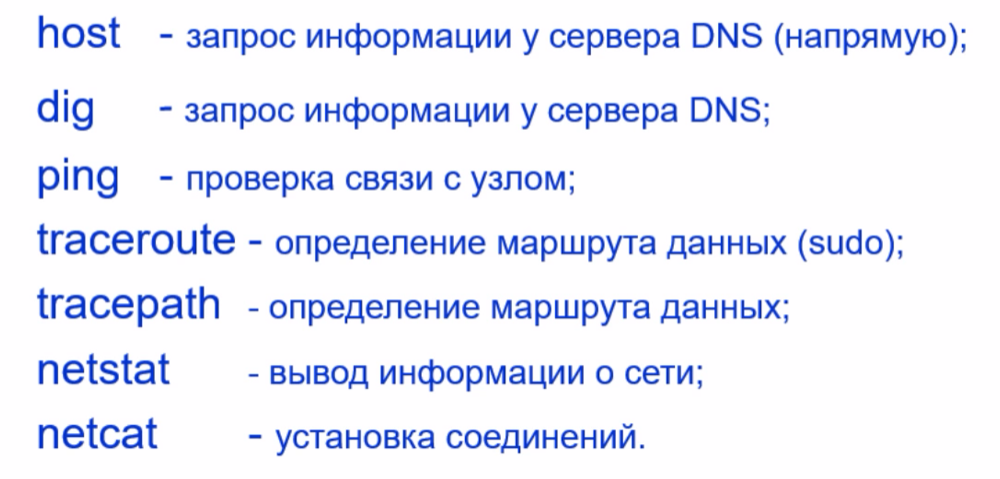 host - запрос информации у сервера DNS (напрямую);
dig - запрос информации у сервера DNS;
ping - проверка связи с узлом;
traceroute - определение маршрута данных (sudo);
tracepath - определение маршрута данных;
netstat - вывод информации о сети;
netcat - установка соединений.